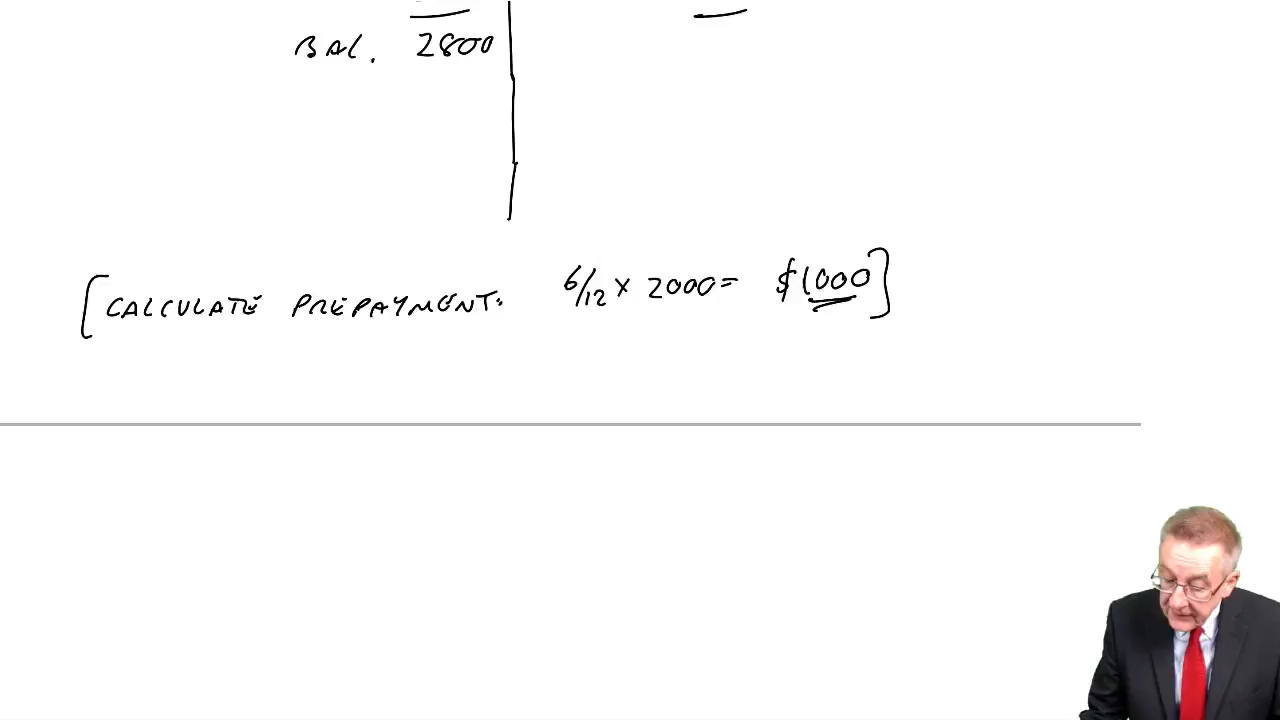 BAL. 2800
[CALCULATE PREPAYMENT: 6/12 x 2000 = $1000]